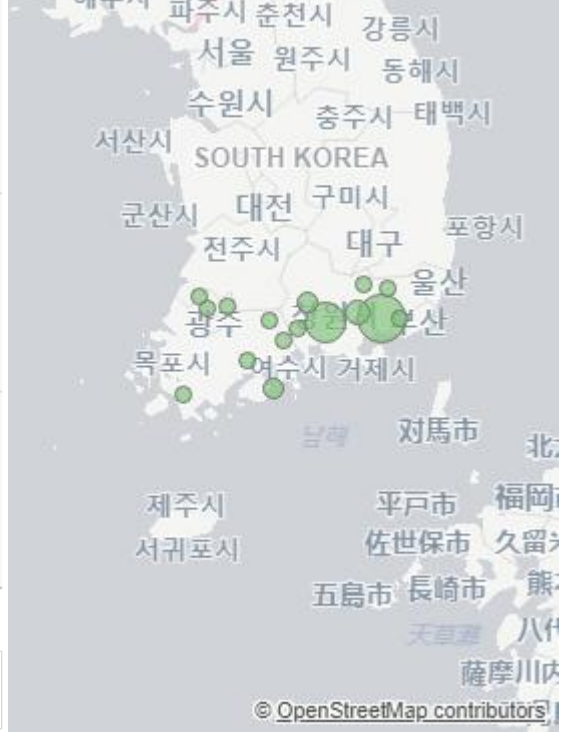 파주시 춘천시
강릉시
서울 원주시
동해시
수원시
충주시 태백시
서산시
SOUTH KOREA
구미시
대전
군산시
포항시
전주시 대구
울산
광주
목포시 여수시 거제시
남해 対馬市
제주시 平戸市
서귀포시 佐世保市
五島市 長崎市
天草灘
薩摩川内
© OpenStreetMap contributors